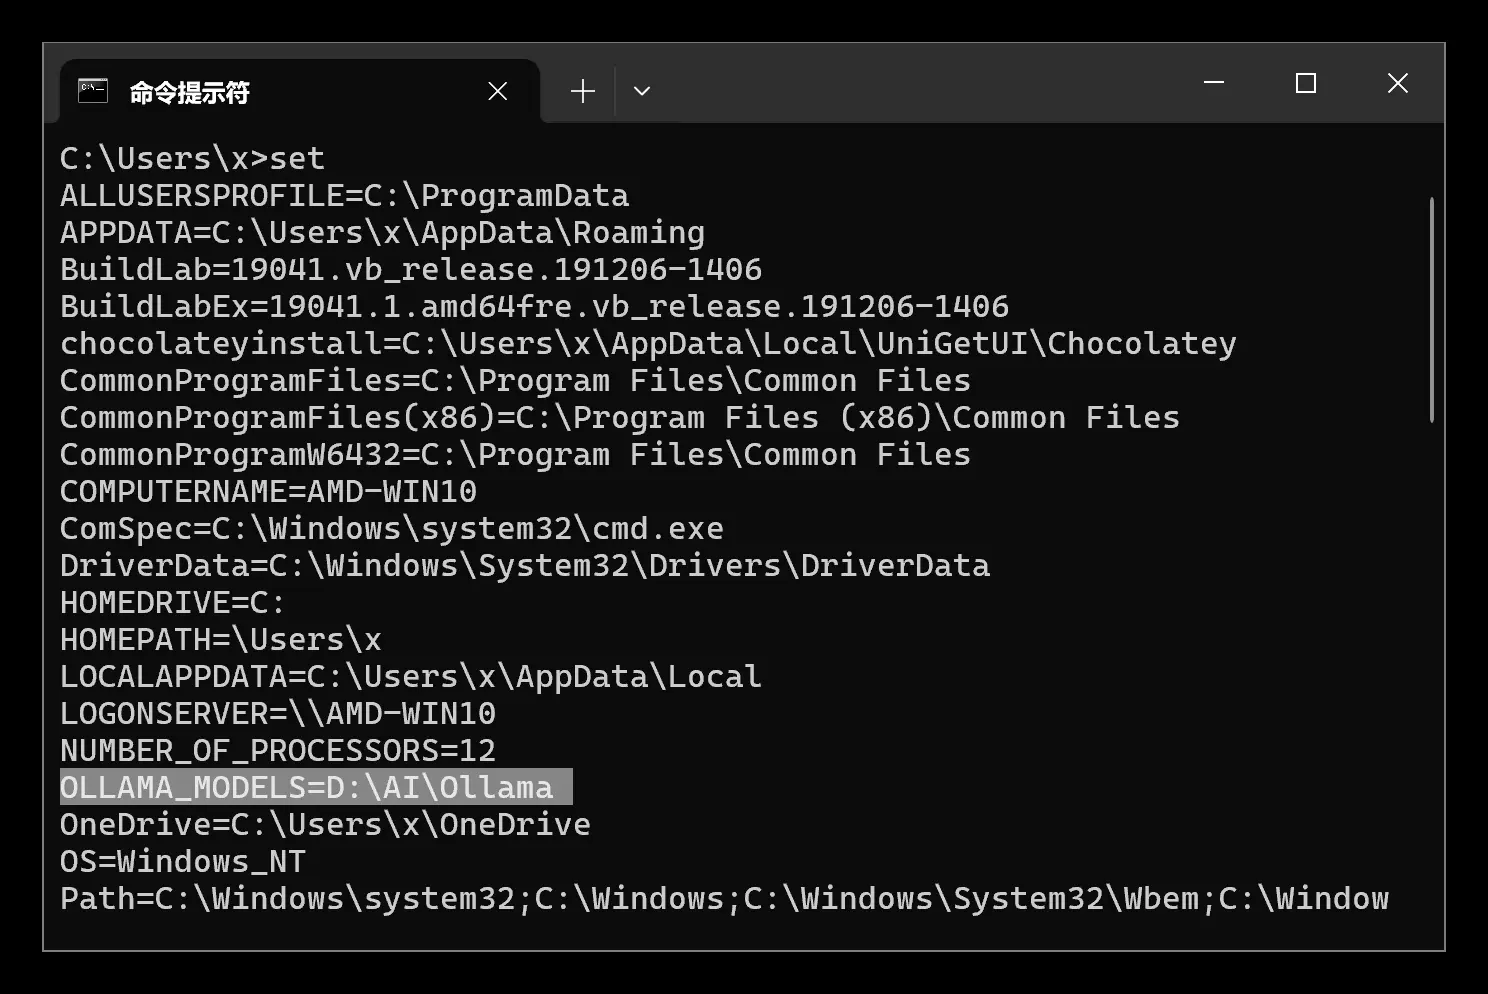 命令提示符
C:\Users\x>set
ALLUSERSPROFILE=C:\ProgramData
APPDATA=C:\Users\x\AppData\Roaming
BuildLab=19041.vb_release.191206-1406
BuildLabEx=19041.1.amd64fre.vb_release.191206-1406
chocolateyinstall=C:\Users\x\AppData\Local\UniGetUI\Chocolatey
CommonProgramFiles=C:\Program Files\Common Files
CommonProgramFiles(x86)=C:\Program Files (x86)\Common Files
CommonProgramW6432=C:\Program Files\Common Files
COMPUTERNAME=AMD-WIN10
ComSpec=C:\Windows\system32\cmd.exe
DriverData=C:\Windows\System32\Drivers\DriverData
HOMEDRIVE=C:
HOMEPATH=\Users\x
LOCALAPPDATA=C:\Users\x\AppData\Local
LOGONSERVER=\\AMD-WIN10
NUMBER_OF_PROCESSORS=12
OLLAMA_MODELS=D:\AI\Ollama
OneDrive=C:\Users\x\OneDrive
OS=Windows_NT
Path=C:\Windows\system32;C:\Windows;C:\Windows\System32\Wbem;C:\Window